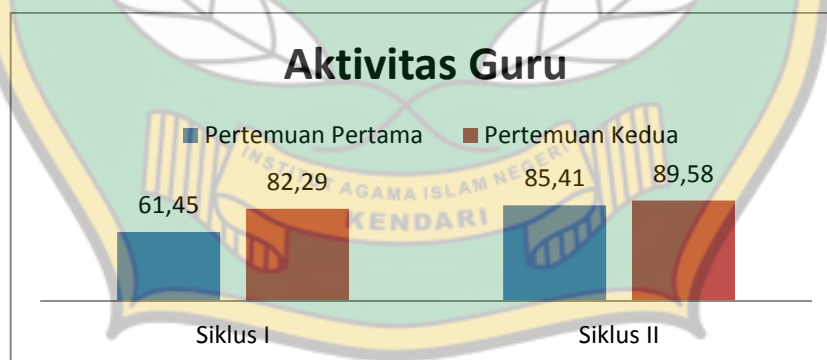 Aktivitas Guru
Pertemuan Pertama Pertemuan Kedua
INSTITUT AGAMA ISLAM NEGERI
KENDARI
61,45 82,29 85,41 89,58
Siklus I Siklus II